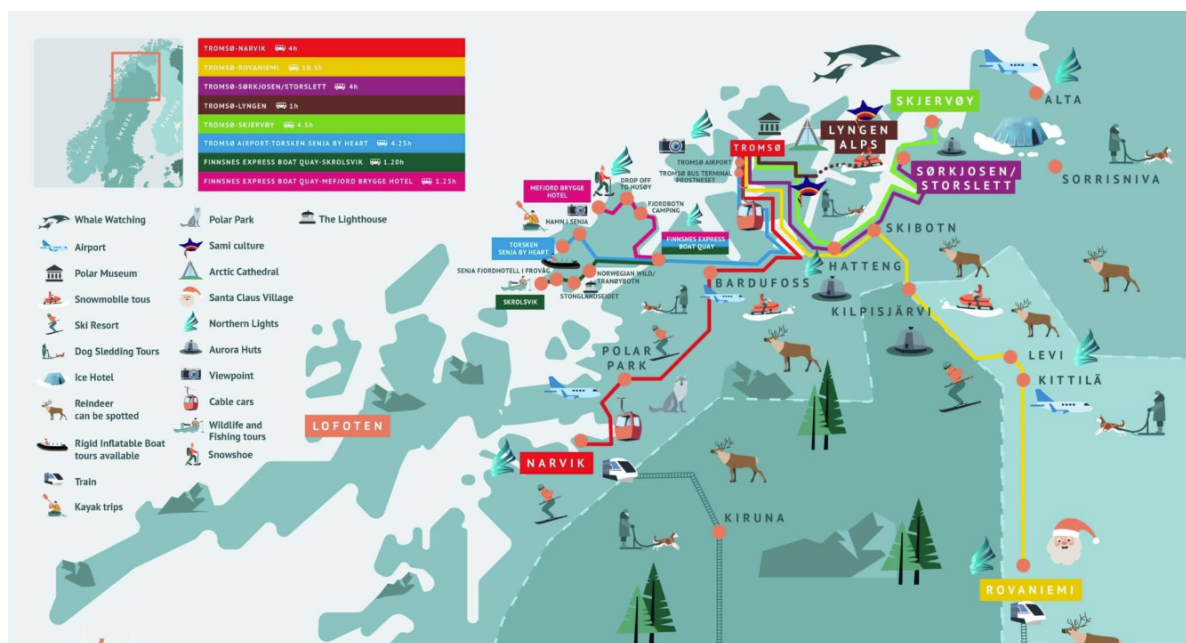 NORWAY
SWEDEN
FINLAND
TROMSØ-NARVIK 4h
TROMSØ-ROVANIEMI 10.5h
TROMSØ-SØRKJOSEN/STORSLETT 4h
TROMSØ-LYNGEN 1h
TROMSØ-SKJERVØY 4.5h
TROMSØ AIRPORT-TORSKEN SENJA BY HEART 4.25h
FINNSNES EXPRESS BOAT QUAY-SKROLSVIK 1.20h
FINNSNES EXPRESS BOAT QUAY-MEFJORD BRYGGE HOTEL 1.25h
Whale Watching
Airport
Polar Museum
Snowmobile tours
Ski Resort
Dog Sledding Tours
Ice Hotel
Reindeer
can be spotted
Rigid Inflatable Boat
tours available
Train
Kayak trips
Polar Park
Sami culture
Arctic Cathedral
Santa Claus Village
Northern Lights
Aurora Huts
Viewpoint
Cable cars
Wildlife and
Fishing tours
Snowshoe
The Lighthouse
ALTA
SKJERVØY
LYNGEN
ALPS
TROMSØ
TROMSØ AIRPORT
TROMSØ BUS TERMINAL
PROSTNESET
SØRKJOSEN/
STORSLETT
SORRISNIVA
DROP OFF
TO HUSØY
MEFJORD BRYGGE
HOTEL
FJORDBOTN
CAMPING
HAMN I SENJA
TORSKEN
SENJA BY HEART
FINNSNES EXPRESS
BOAT QUAY
SKIBOTN
HATTENG
SENJA FJORDHOTELL I FROVÅG
NORWEGIAN WILD/
TRANØYBOTN
STONGLANDSEIDET
SKROLSVIK
BARDUFOSS
KILPISJÄRVI
POLAR
PARK
LEVI
KITTILÄ
LOFOTEN
NARVIK
KIRUNA
ROVANIEMI